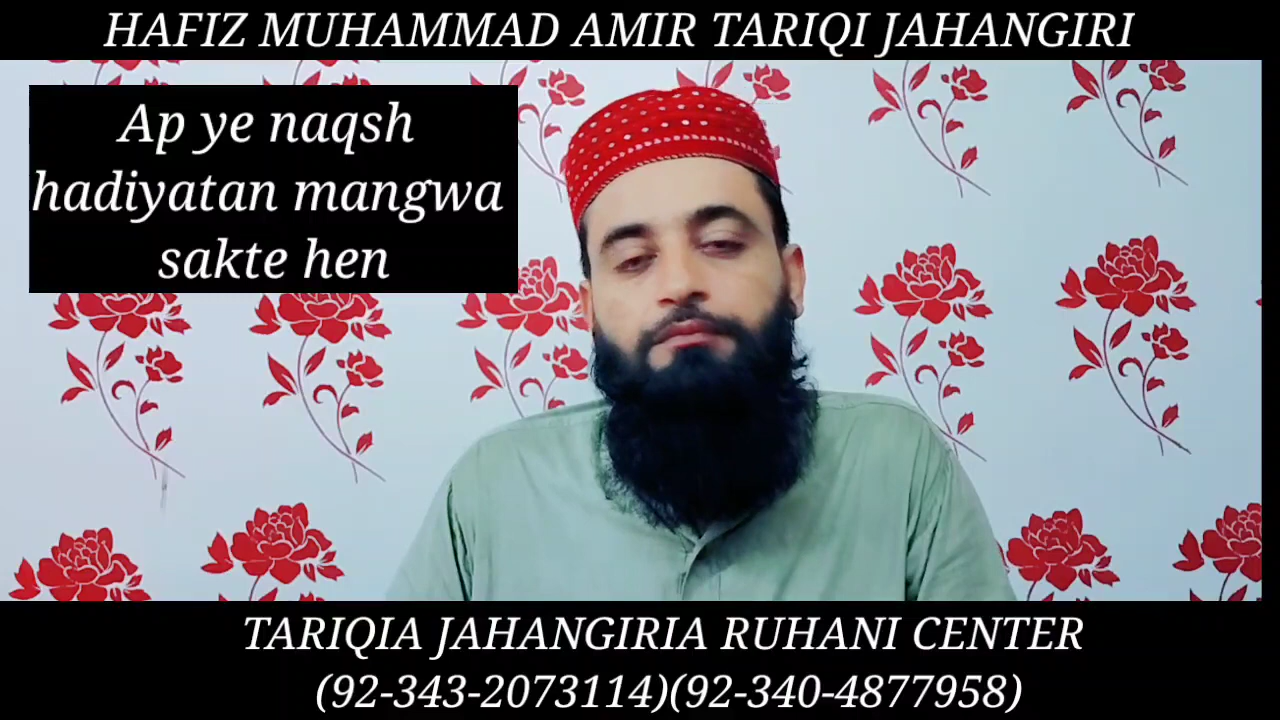 HAFIZ MUHAMMAD AMIR TARIQI JAHANGIRI
Ap ye naqsh
hadiyatan mangwa
sakte hen
TARIQIA JAHANGIRIA RUHANI CENTER
(92-343-2073114)(92-340-4877958)